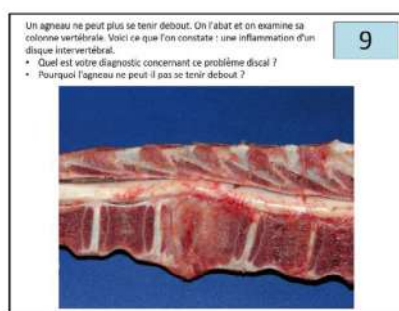 Un agneau ne peut plus se tenir debout. On l'abat et on examine sa
colonne vertébrale. Voici ce que l'on constate : une inflammation d'un
disque intervertébral.
• Quel est votre diagnostic concernant ce problème discal ?
• Pourquoi l'agneau ne peut-il pas se tenir debout ?
9